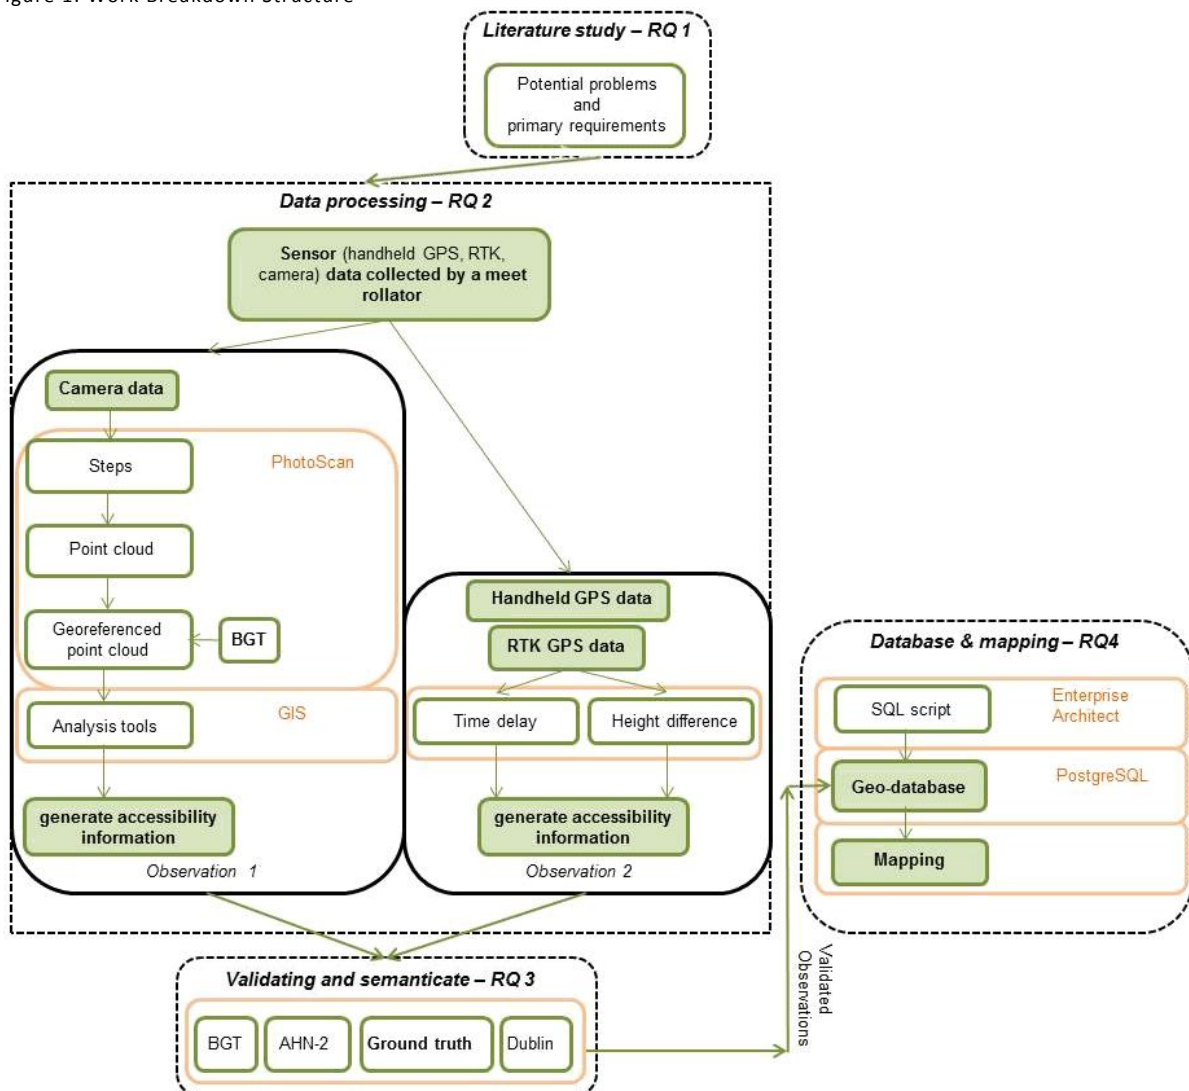 Figure 1: Work Breakdown Structure
Literature study – RQ 1
Potential problems
and
primary requirements
Data processing – RQ 2
Sensor (handheld GPS, RTK,
camera) data collected by a meet
rollator
Camera data
Steps
PhotoScan
Point cloud
Georeferenced
point cloud
BGT
Analysis tools
GIS
generate accessibility
information
Observation 1
Handheld GPS data
RTK GPS data
Time delay
Height difference
generate accessibility
information
Observation 2
Validating and semanticate – RQ 3
BGT
AHN-2
Ground truth
Dublin
Validated
Observations
Database & mapping – RQ4
SQL script
Enterprise
Architect
Geo-database
PostgreSQL
Mapping